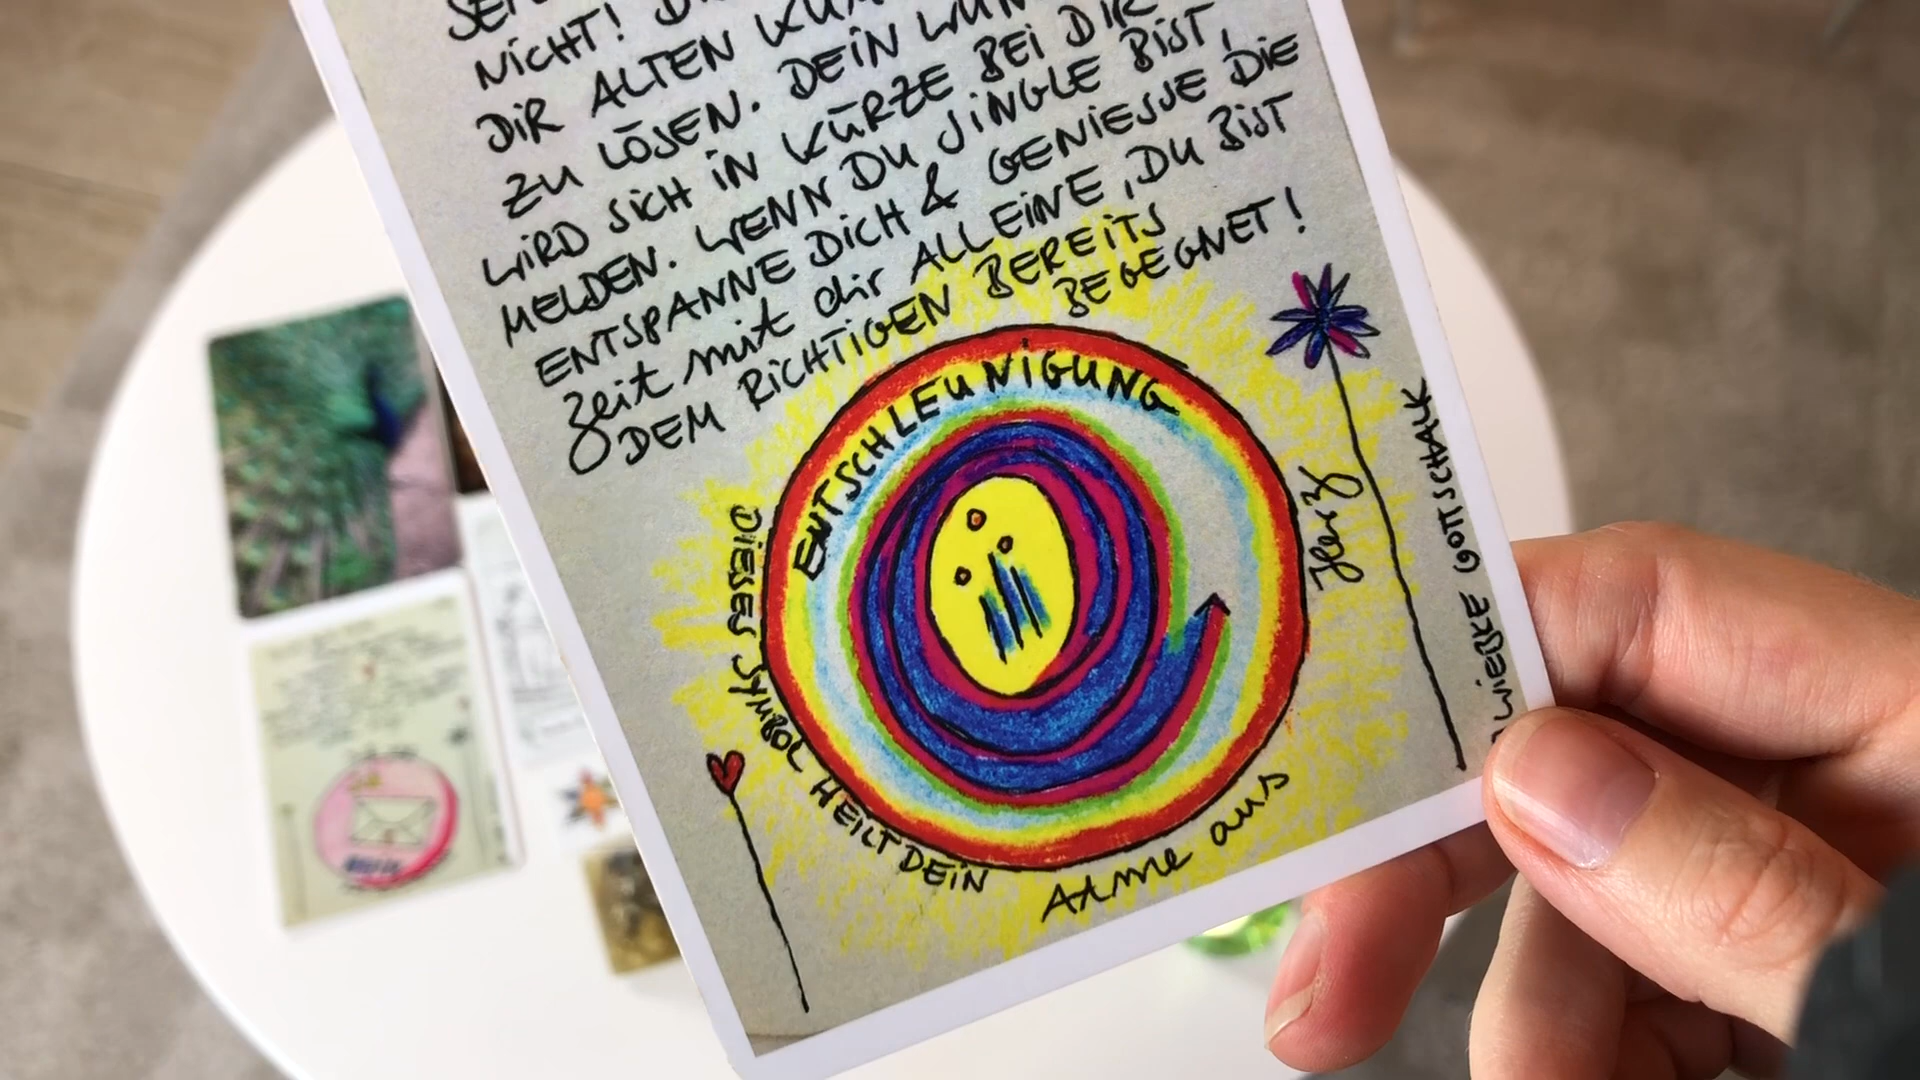 NICHT!
DIR ALTEN
ZU LÖSEN. DEIN
WIRD SICH IN KÜRZE BEI DIR
MELDEN. WENN DU SINGLE BIST,
ENTSPANNE DICH & GENIESSE DIE
Zeit mit dir ALLEINE, DU BIST
DEM RICHTIGEN BEREITS
BEGEGNET!
ENTSCHLEUNIGUNG
DIESES SYMBOL HEILT DEIN
Herz
Atme aus
WIEBKE GOTTSCHALK